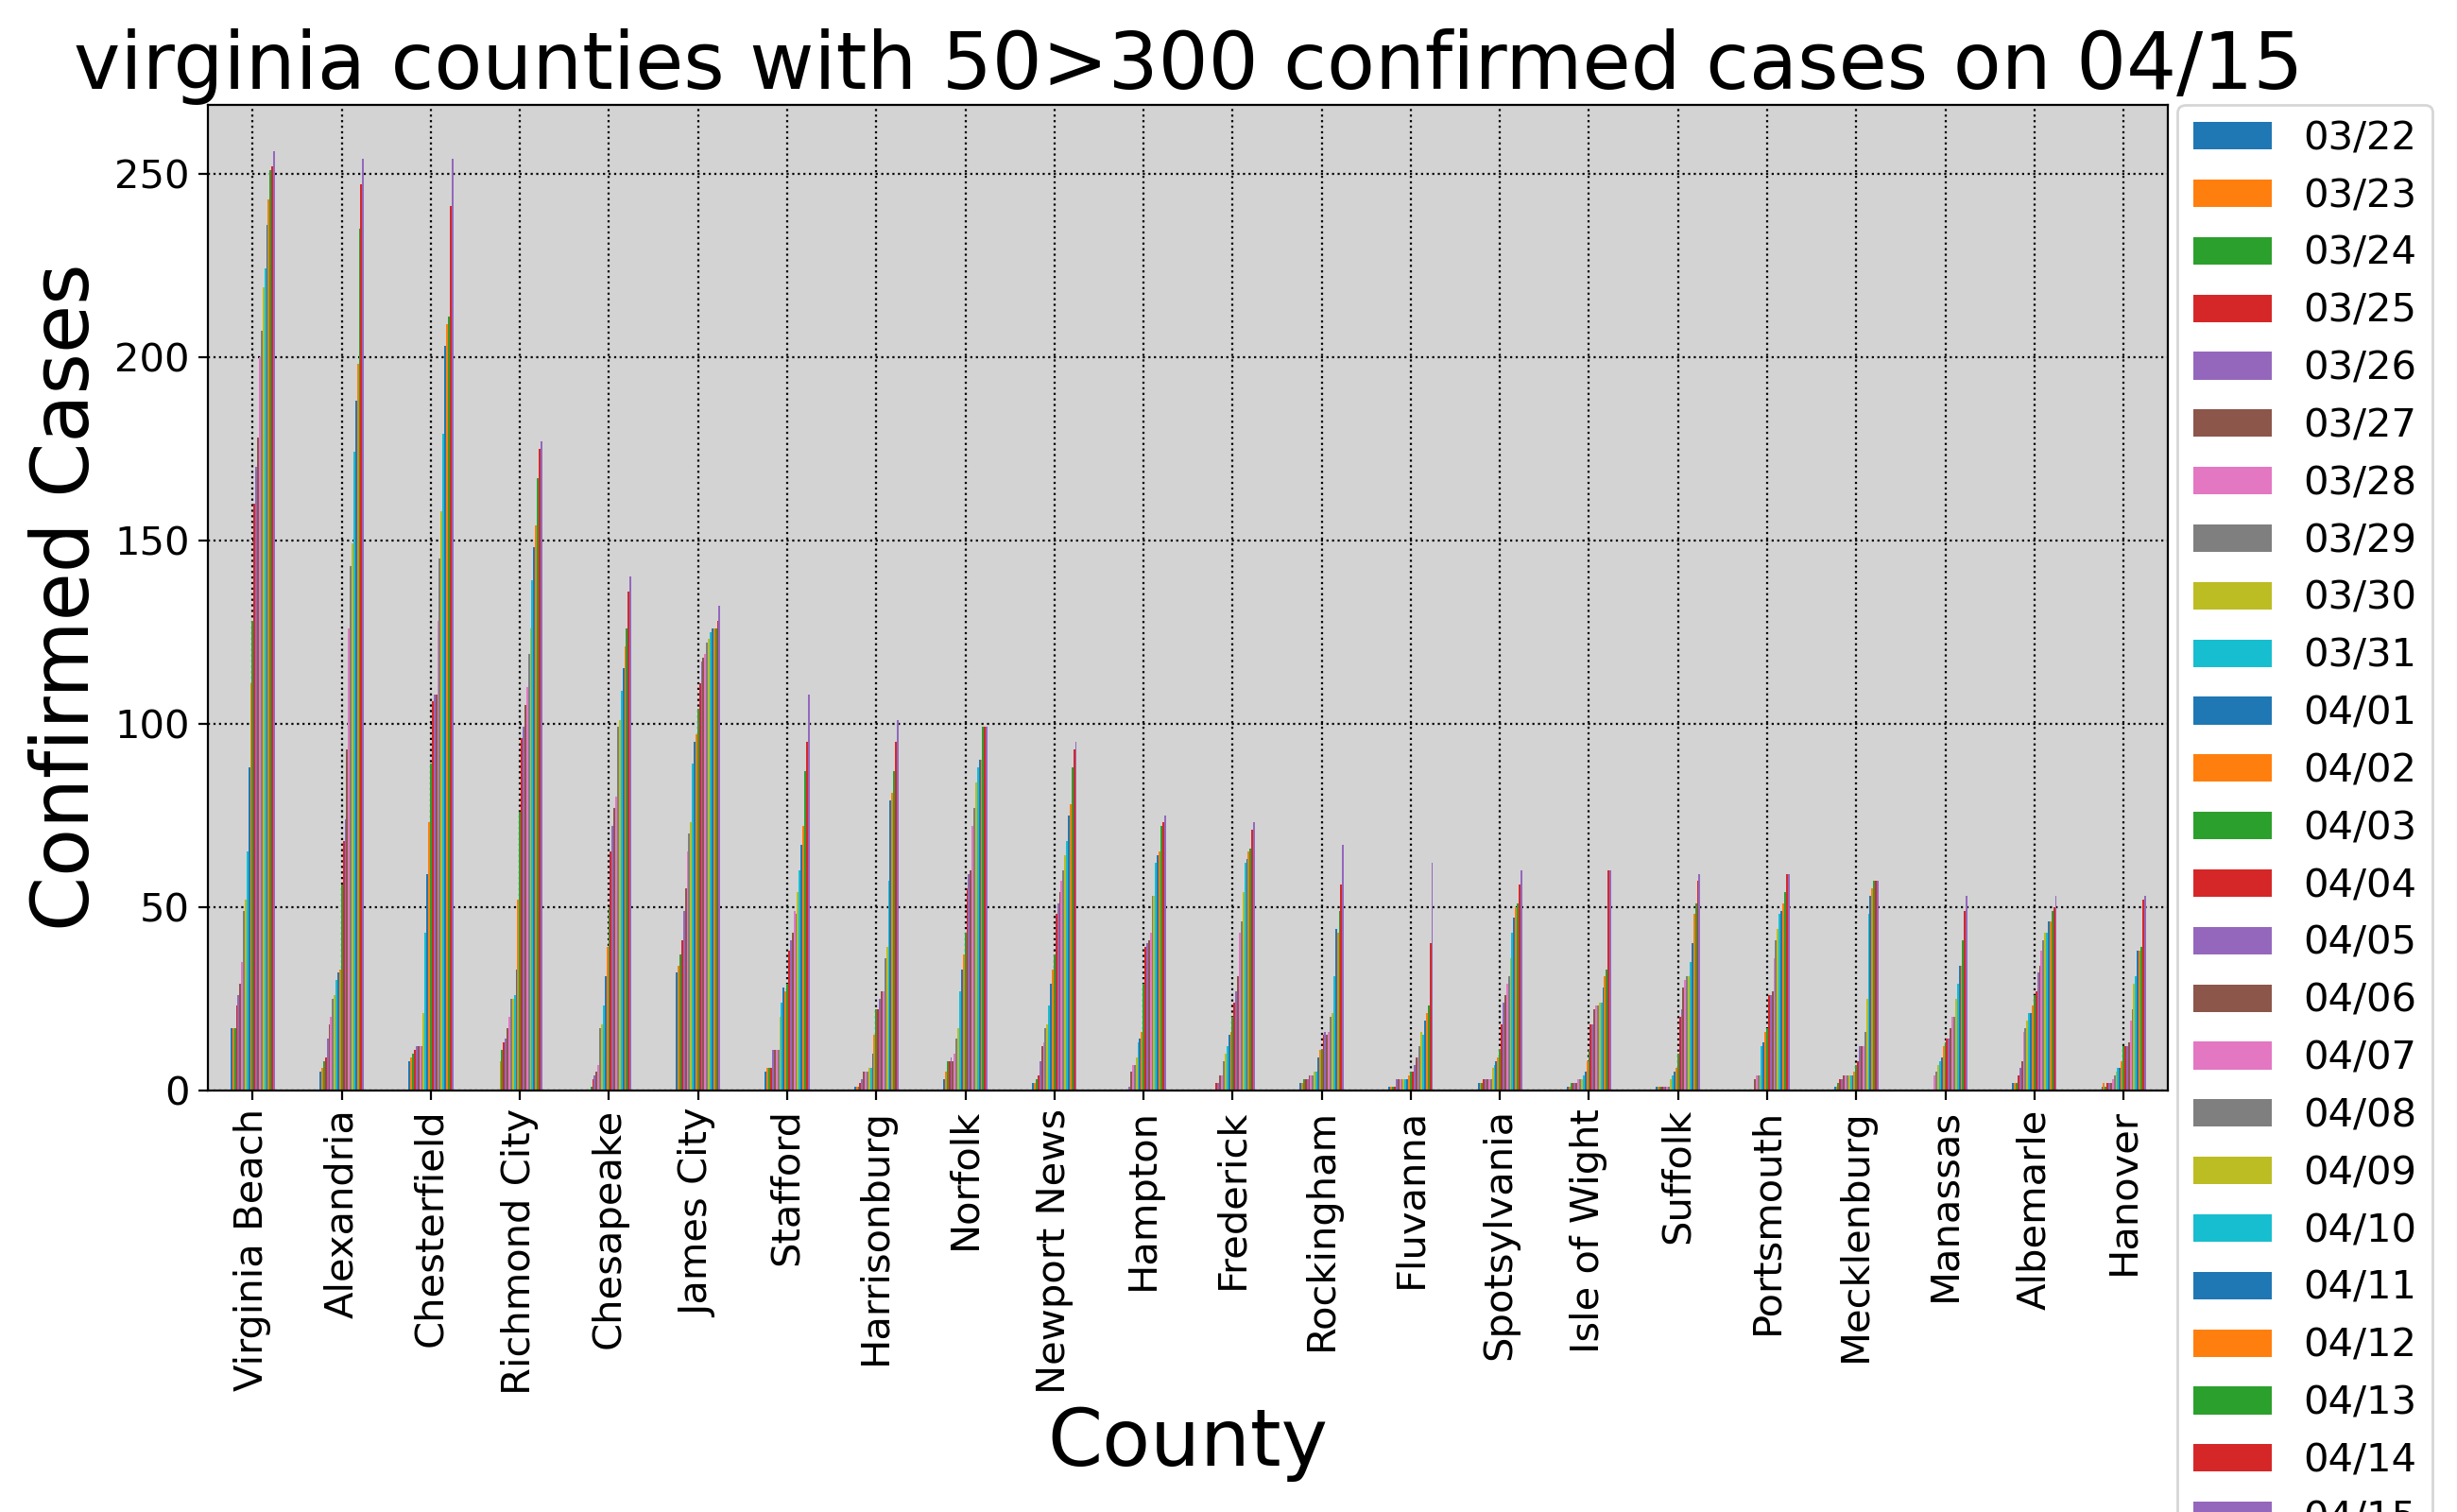 virginia counties with 50>300 confirmed cases on 04/15
Confirmed Cases
250
200
150
100
50
0
Virginia Beach
Alexandria
Chesterfield
Richmond City
Chesapeake
James City
Stafford
Harrisonburg
Norfolk
Newport News
Hampton
Frederick
Rockingham
Fluvanna
Spotsylvania
Isle of Wight
Suffolk
Portsmouth
Mecklenburg
Manassas
Albemarle
Hanover
County
03/22
03/23
03/24
03/25
03/26
03/27
03/28
03/29
03/30
03/31
04/01
04/02
04/03
04/04
04/05
04/06
04/07
04/08
04/09
04/10
04/11
04/12
04/13
04/14
04/15